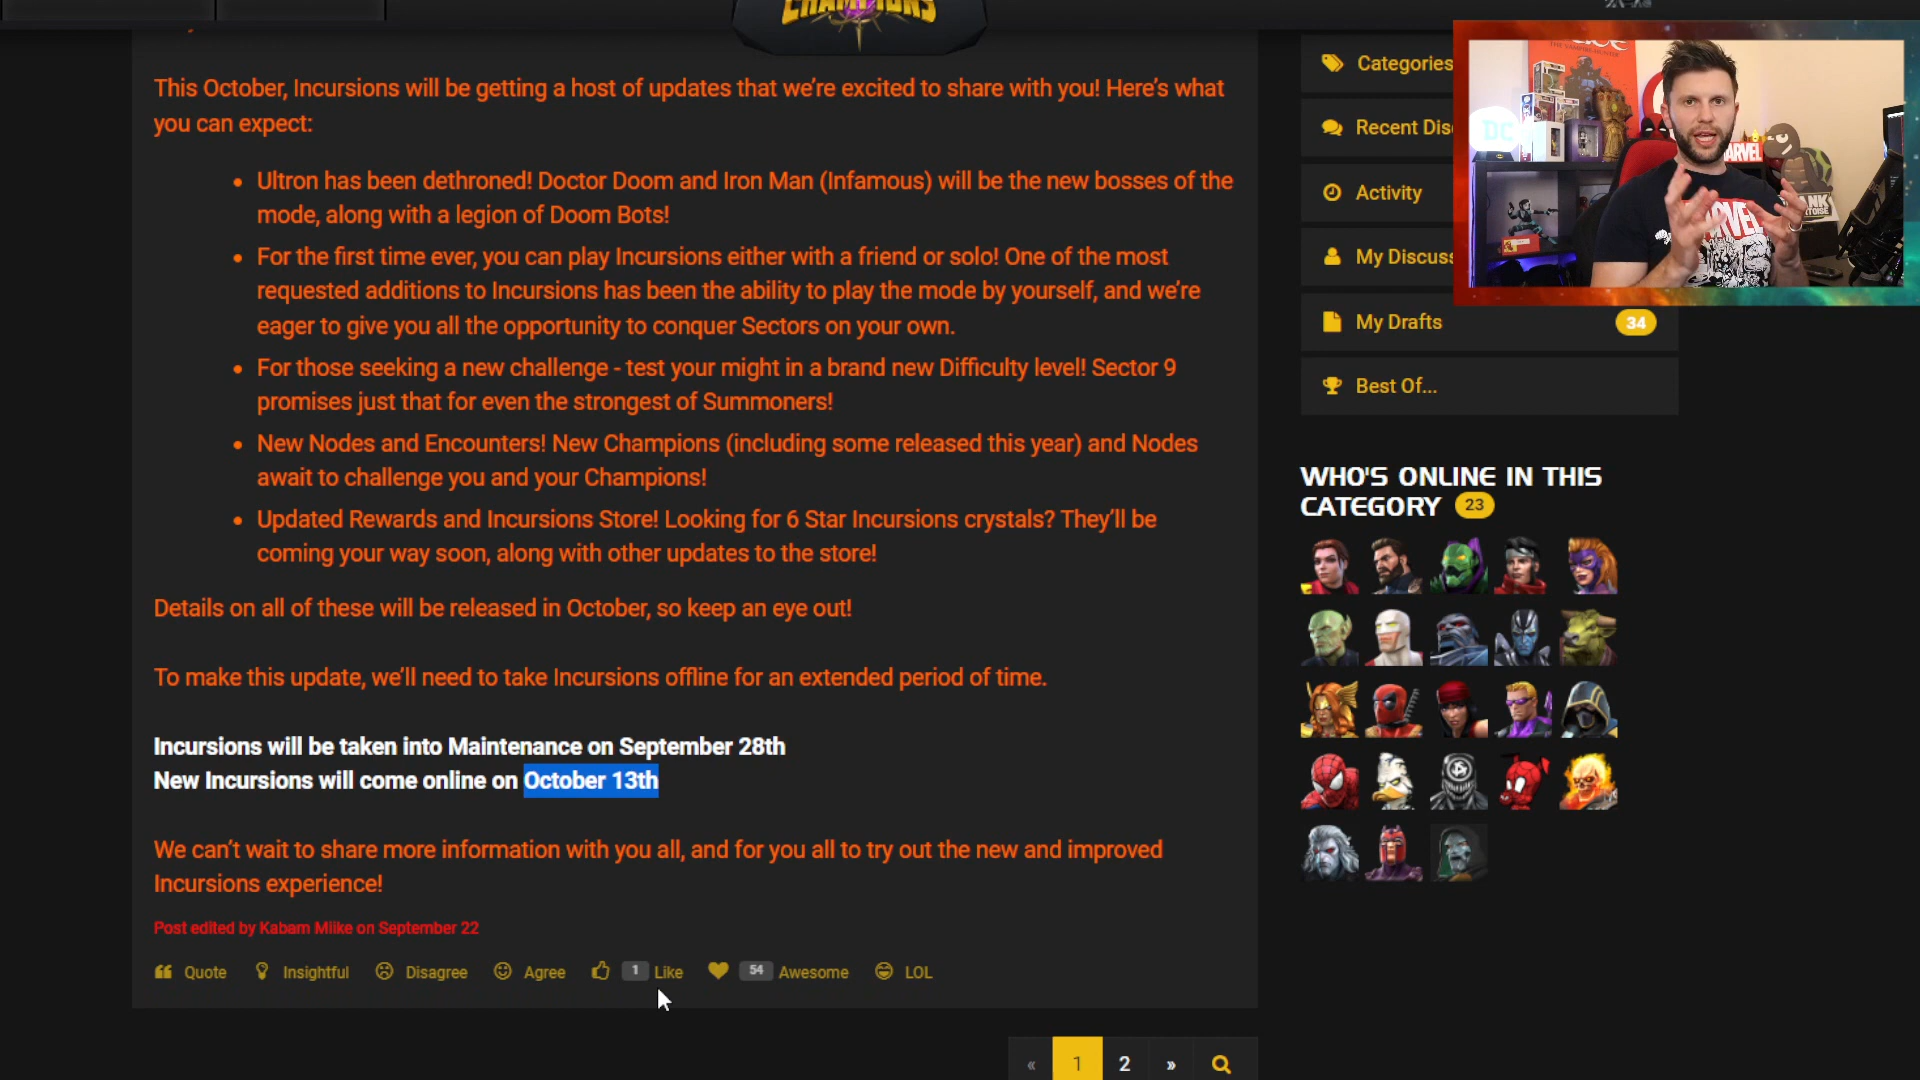 CHAMPIONS
This October, Incursions will be getting a host of updates that we're excited to share with you! Here's what
you can expect:
• Ultron has been dethroned! Doctor Doom and Iron Man (Infamous) will be the new bosses of the
mode, along with a legion of Doom Bots!
• For the first time ever, you can play Incursions either with a friend or solo! One of the most
requested additions to Incursions has been the ability to play the mode by yourself, and we're
eager to give you all the opportunity to conquer Sectors on your own.
• For those seeking a new challenge - test your might in a brand new Difficulty level! Sector 9
promises just that for even the strongest of Summoners!
• New Nodes and Encounters! New Champions (including some released this year) and Nodes
await to challenge you and your Champions!
• Updated Rewards and Incursions Store! Looking for 6 Star Incursions crystals? They'll be
coming your way soon, along with other updates to the store!
Details on all of these will be released in October, so keep an eye out!
To make this update, we'll need to take Incursions offline for an extended period of time.
Incursions will be taken into Maintenance on September 28th
New Incursions will come online on October 13th
We can't wait to share more information with you all, and for you all to try out the new and improved
Incursions experience!
Post edited by Kabam Miike on September 22
Quote Insightful Disagree Agree 1 Like 54 Awesome LOL
« 1 2 »
Categories
Recent Dis
Activity
My Discuss
My Drafts 34
Best Of...
WHO'S ONLINE IN THIS
CATEGORY 23
DC
MARVEL
MARVEL